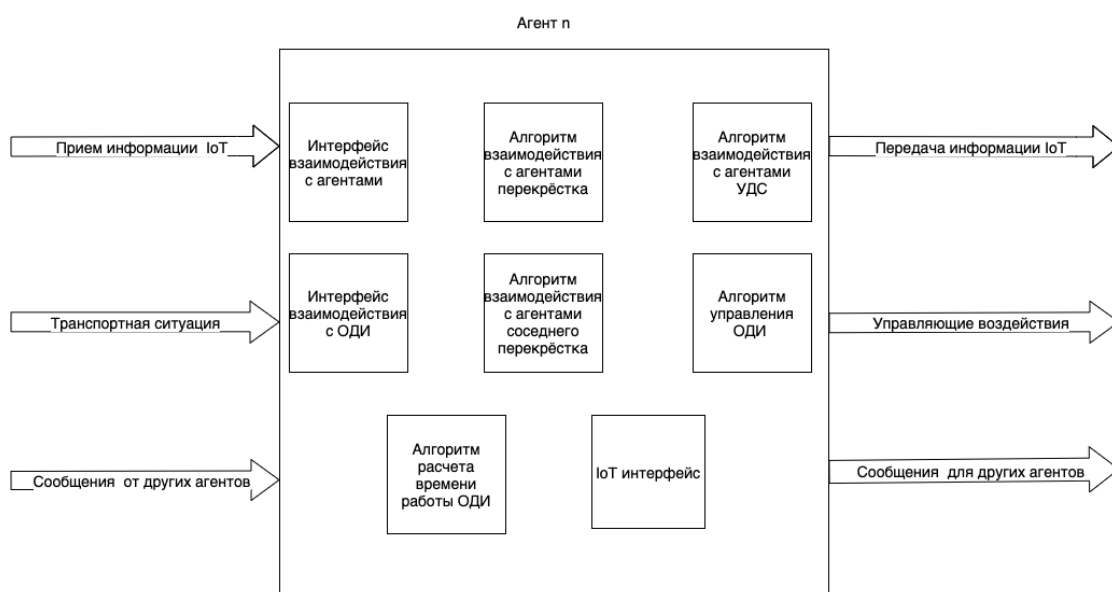 Агент n
Прием информации IoT
Интерфейс
взаимодействия
с агентами
Алгоритм
взаимодействия
с агентами
перекрёстка
Алгоритм
взаимодействия
с агентами
УДС
Передача информации IoT
Транспортная ситуация
Интерфейс
взаимодействия
с ОДИ
Алгоритм
взаимодействия
с агентами
соседнего
перекрёстка
Алгоритм
управления
ОДИ
Управляющие воздействия
Сообщения от других агентов
Алгоритм
расчета
времени
работы ОДИ
IoT интерфейс
Сообщения для других агентов